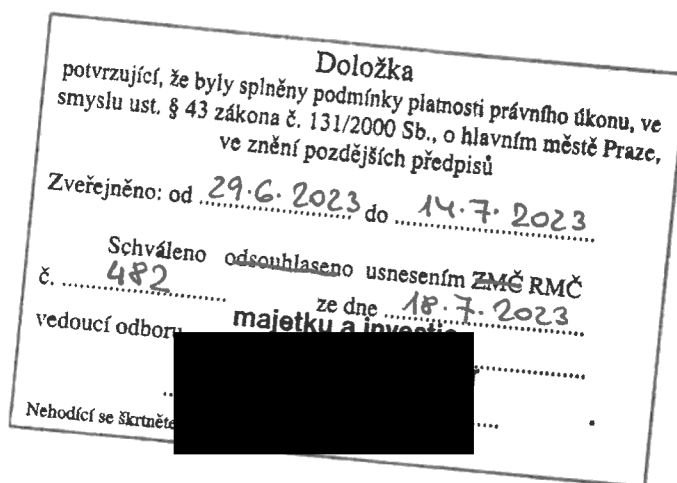 Doložka
potvrzující, že byly splněny podmínky platnosti právního úkonu, ve
smyslu ust. § 43 zákona č. 131/2000 Sb., o hlavním městě Praze,
ve znění pozdějších předpisů
Zveřejněno: od 29.6.2023 do 14.7.2023
Schváleno odsouhlaseno usnesením ZMČ RMČ
č. 482 ze dne 18.7.2023
vedoucí odboru majetku a investic
Nehodící se škrtněte